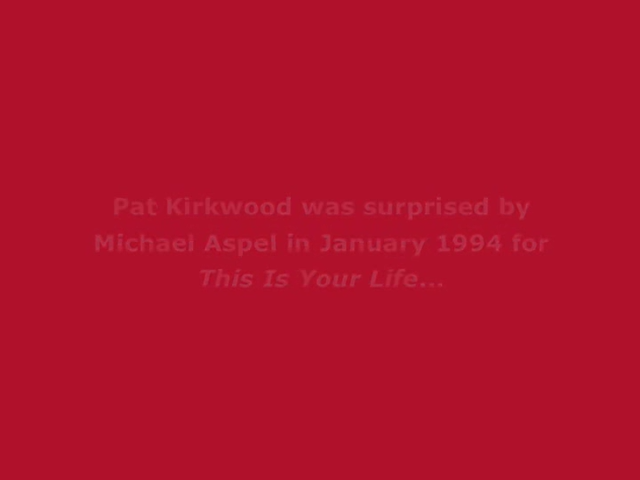 Pat Kirkwood was surprised by
Michael Aspel in January 1994 for
This Is Your Life...